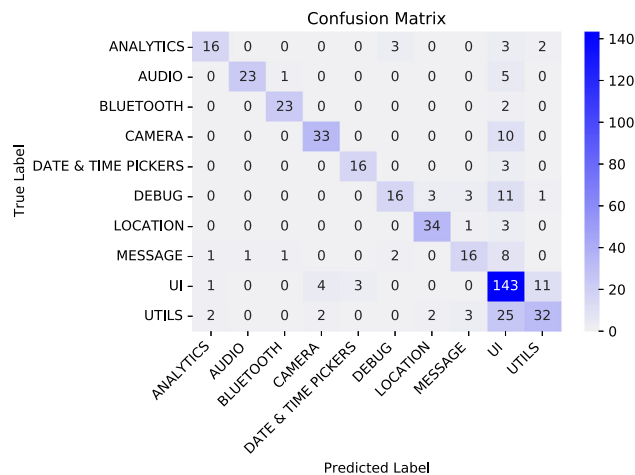 Confusion Matrix
ANALYTICS 16 0 0 0 0 3 0 0 3 2
AUDIO 0 23 1 0 0 0 0 0 5 0
BLUETOOTH 0 0 23 0 0 0 0 0 2 0
CAMERA 0 0 0 33 0 0 0 0 10 0
DATE & TIME PICKERS 0 0 0 0 16 0 0 0 3 0
DEBUG 0 0 0 0 0 16 3 3 11 1
LOCATION 0 0 0 0 0 0 34 1 3 0
MESSAGE 1 1 1 0 0 2 0 16 8 0
UI 1 0 0 4 3 0 0 0 143 11
UTILS 2 0 0 2 0 0 2 3 25 32
True Label
ANALYTICS
AUDIO
BLUETOOTH
CAMERA
DATE & TIME PICKERS
DEBUG
LOCATION
MESSAGE
UI
UTILS
Predicted Label
140
120
100
80
60
40
20
0